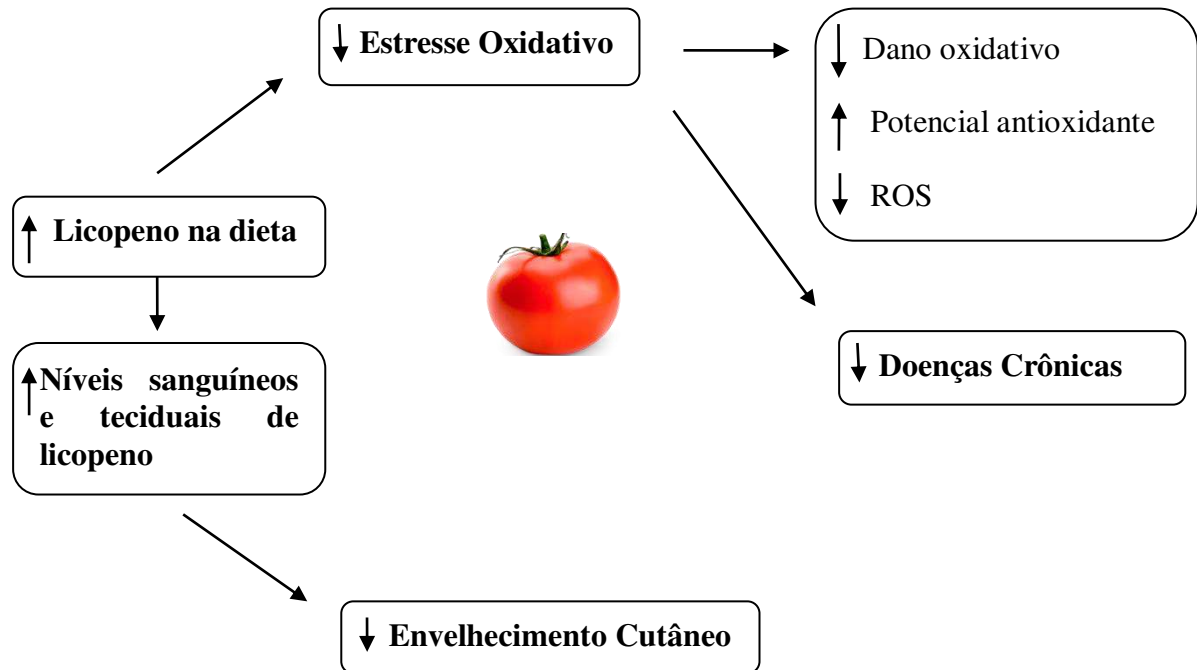 ↓ Estresse Oxidativo
↓ Dano oxidativo
↑ Potencial antioxidante
↓ ROS
↑ Licopeno na dieta
↑ Níveis sanguíneos
e teciduais de
licopeno
↓ Doenças Crônicas
↓ Envelhecimento Cutâneo